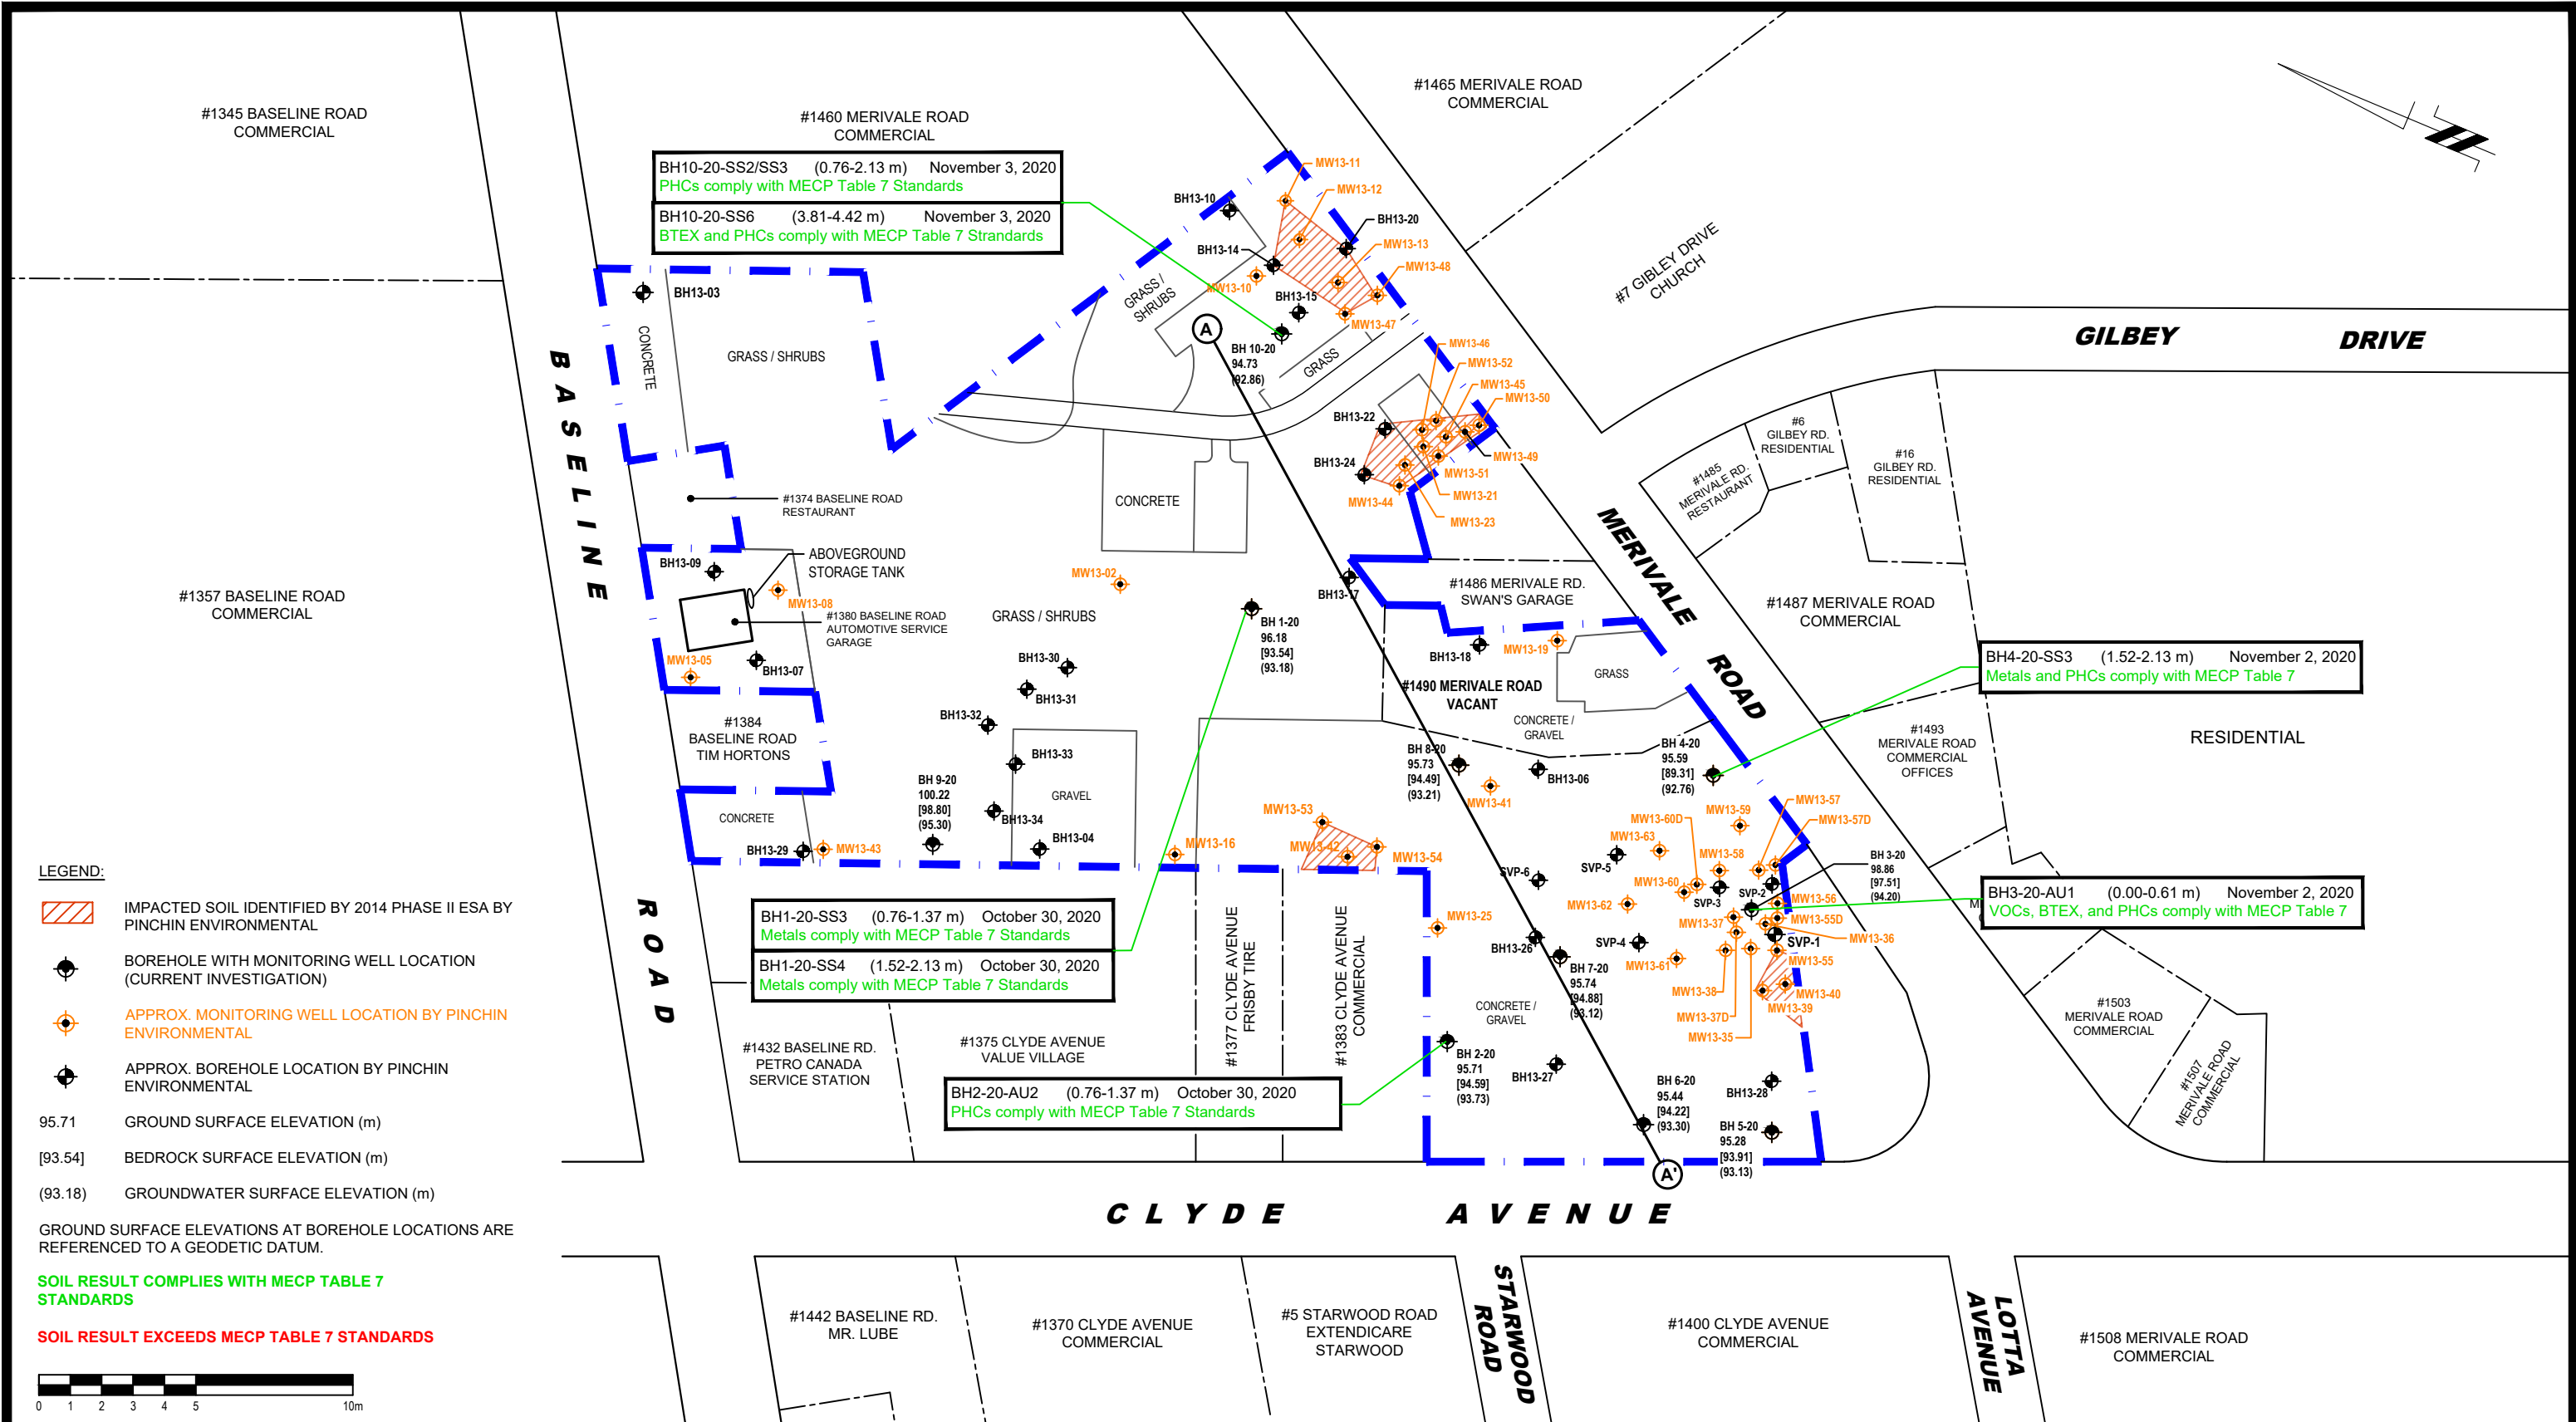 #1345 BASELINE ROAD
COMMERCIAL
#1460 MERIVALE ROAD
COMMERCIAL
#1465 MERIVALE ROAD
COMMERCIAL
BH10-20-SS2/SS3 (0.76-2.13 m) November 3, 2020
PHCs comply with MECP Table 7 Standards
BH10-20-SS6 (3.81-4.42 m) November 3, 2020
BTEX and PHCs comply with MECP Table 7 Strandards
MW13-11
MW13-12
BH13-10
BH13-20
BH13-14
MW13-13
MW13-48
MW13-10
BH13-15
MW13-47
GRASS /
SHRUBS
#7 GIBLEY DRIVE
CHURCH
BH13-03
CONCRETE
GRASS / SHRUBS
A
BH 10-20
94.73
(92.86)
GRASS
GILBEY DRIVE
MW13-46
MW13-52
MW13-45
MW13-50
BH13-22
BH13-24
MW13-49
MW13-51
MW13-44
MW13-21
MW13-23
#6
GILBEY RD.
RESIDENTIAL
#16
GILBEY RD.
RESIDENTIAL
#1485
MERIVALE RD.
RESTAURANT
BASELINE
ROAD
#1374 BASELINE ROAD
RESTAURANT
CONCRETE
MERIVALE
ROAD
BH13-09
ABOVEGROUND
STORAGE TANK
MW13-08
#1380 BASELINE ROAD
AUTOMOTIVE SERVICE
GARAGE
MW13-05
BH13-07
#1357 BASELINE ROAD
COMMERCIAL
MW13-02
GRASS / SHRUBS
BH 1-20
96.18
[93.54]
(93.18)
BH13-17
#1486 MERIVALE RD.
SWAN'S GARAGE
#1487 MERIVALE ROAD
COMMERCIAL
BH13-18
MW13-19
GRASS
#1490 MERIVALE ROAD
VACANT
CONCRETE /
GRAVEL
BH4-20-SS3 (1.52-2.13 m) November 2, 2020
Metals and PHCs comply with MECP Table 7
BH13-30
BH13-31
BH13-32
BH13-33
#1384
BASELINE ROAD
TIM HORTONS
BH 9-20
100.22
[98.80]
(95.30)
GRAVEL
BH13-34
BH13-04
CONCRETE
BH13-29
MW13-43
MW13-16
MW13-53
MW13-42
MW13-54
BH 8-20
95.73
[94.49]
(93.21)
MW13-41
BH13-06
BH 4-20
95.59
[89.31]
(92.76)
#1493
MERIVALE ROAD
COMMERCIAL
OFFICES
RESIDENTIAL
MW13-59
MW13-57
MW13-57D
MW13-60D
MW13-63
MW13-58
SVP-5
SVP-6
MW13-60
SVP-2
SVP-3
BH 3-20
98.86
[97.51]
(94.20)
BH3-20-AU1 (0.00-0.61 m) November 2, 2020
VOCs, BTEX, and PHCs comply with MECP Table 7
MW13-62
MW13-56
MW13-55D
MW13-37
MW13-36
SVP-4
SVP-1
MW13-55
MW13-61
MW13-38
MW13-40
MW13-39
MW13-37D
MW13-35
MW13-25
BH13-26
BH 7-20
95.74
[94.88]
(93.12)
CONCRETE /
GRAVEL
BH1-20-SS3 (0.76-1.37 m) October 30, 2020
Metals comply with MECP Table 7 Standards
BH1-20-SS4 (1.52-2.13 m) October 30, 2020
Metals comply with MECP Table 7 Standards
#1377 CLYDE AVENUE
FRISBY TIRE
#1383 CLYDE AVENUE
COMMERCIAL
#1432 BASELINE RD.
PETRO CANADA
SERVICE STATION
#1375 CLYDE AVENUE
VALUE VILLAGE
BH2-20-AU2 (0.76-1.37 m) October 30, 2020
PHCs comply with MECP Table 7 Standards
BH 2-20
95.71
[94.59]
(93.73)
BH13-27
BH 6-20
95.44
[94.22]
(93.30)
BH13-28
BH 5-20
95.28
[93.91]
(93.13)
A'
#1503
MERIVALE ROAD
COMMERCIAL
#1507
MERIVALE ROAD
COMMERCIAL
CLYDE AVENUE
LEGEND:
IMPACTED SOIL IDENTIFIED BY 2014 PHASE II ESA BY
PINCHIN ENVIRONMENTAL
BOREHOLE WITH MONITORING WELL LOCATION
(CURRENT INVESTIGATION)
APPROX. MONITORING WELL LOCATION BY PINCHIN
ENVIRONMENTAL
APPROX. BOREHOLE LOCATION BY PINCHIN
ENVIRONMENTAL
95.71 GROUND SURFACE ELEVATION (m)
[93.54] BEDROCK SURFACE ELEVATION (m)
(93.18) GROUNDWATER SURFACE ELEVATION (m)
GROUND SURFACE ELEVATIONS AT BOREHOLE LOCATIONS ARE
REFERENCED TO A GEODETIC DATUM.
SOIL RESULT COMPLIES WITH MECP TABLE 7
STANDARDS
SOIL RESULT EXCEEDS MECP TABLE 7 STANDARDS
0 1 2 3 4 5 10m
#1442 BASELINE RD.
MR. LUBE
#1370 CLYDE AVENUE
COMMERCIAL
#5 STARWOOD ROAD
EXTENDICARE
STARWOOD
STARWOOD
ROAD
#1400 CLYDE AVENUE
COMMERCIAL
LOTTA
AVENUE
#1508 MERIVALE ROAD
COMMERCIAL